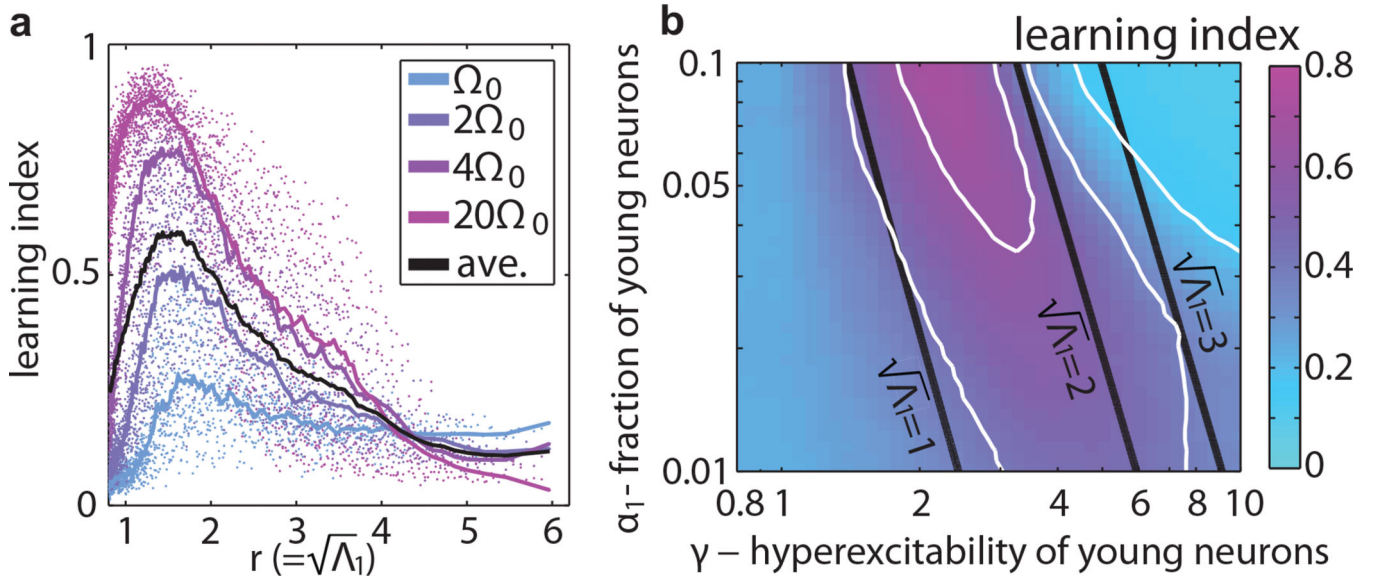 a
1
0.5
0
learning index
Ω₀
2Ω₀
4Ω₀
20Ω₀
ave.
1 2 3 4 5 6
r (=√Λ₁)
b
learning index
0.1
0.05
0.01
α₁- fraction of young neurons
√Λ₁=1
√Λ₁=2
√Λ₁=3
0.8 1 2 4 6 8 10
γ – hyperexcitability of young neurons
0.8
0.6
0.4
0.2
0